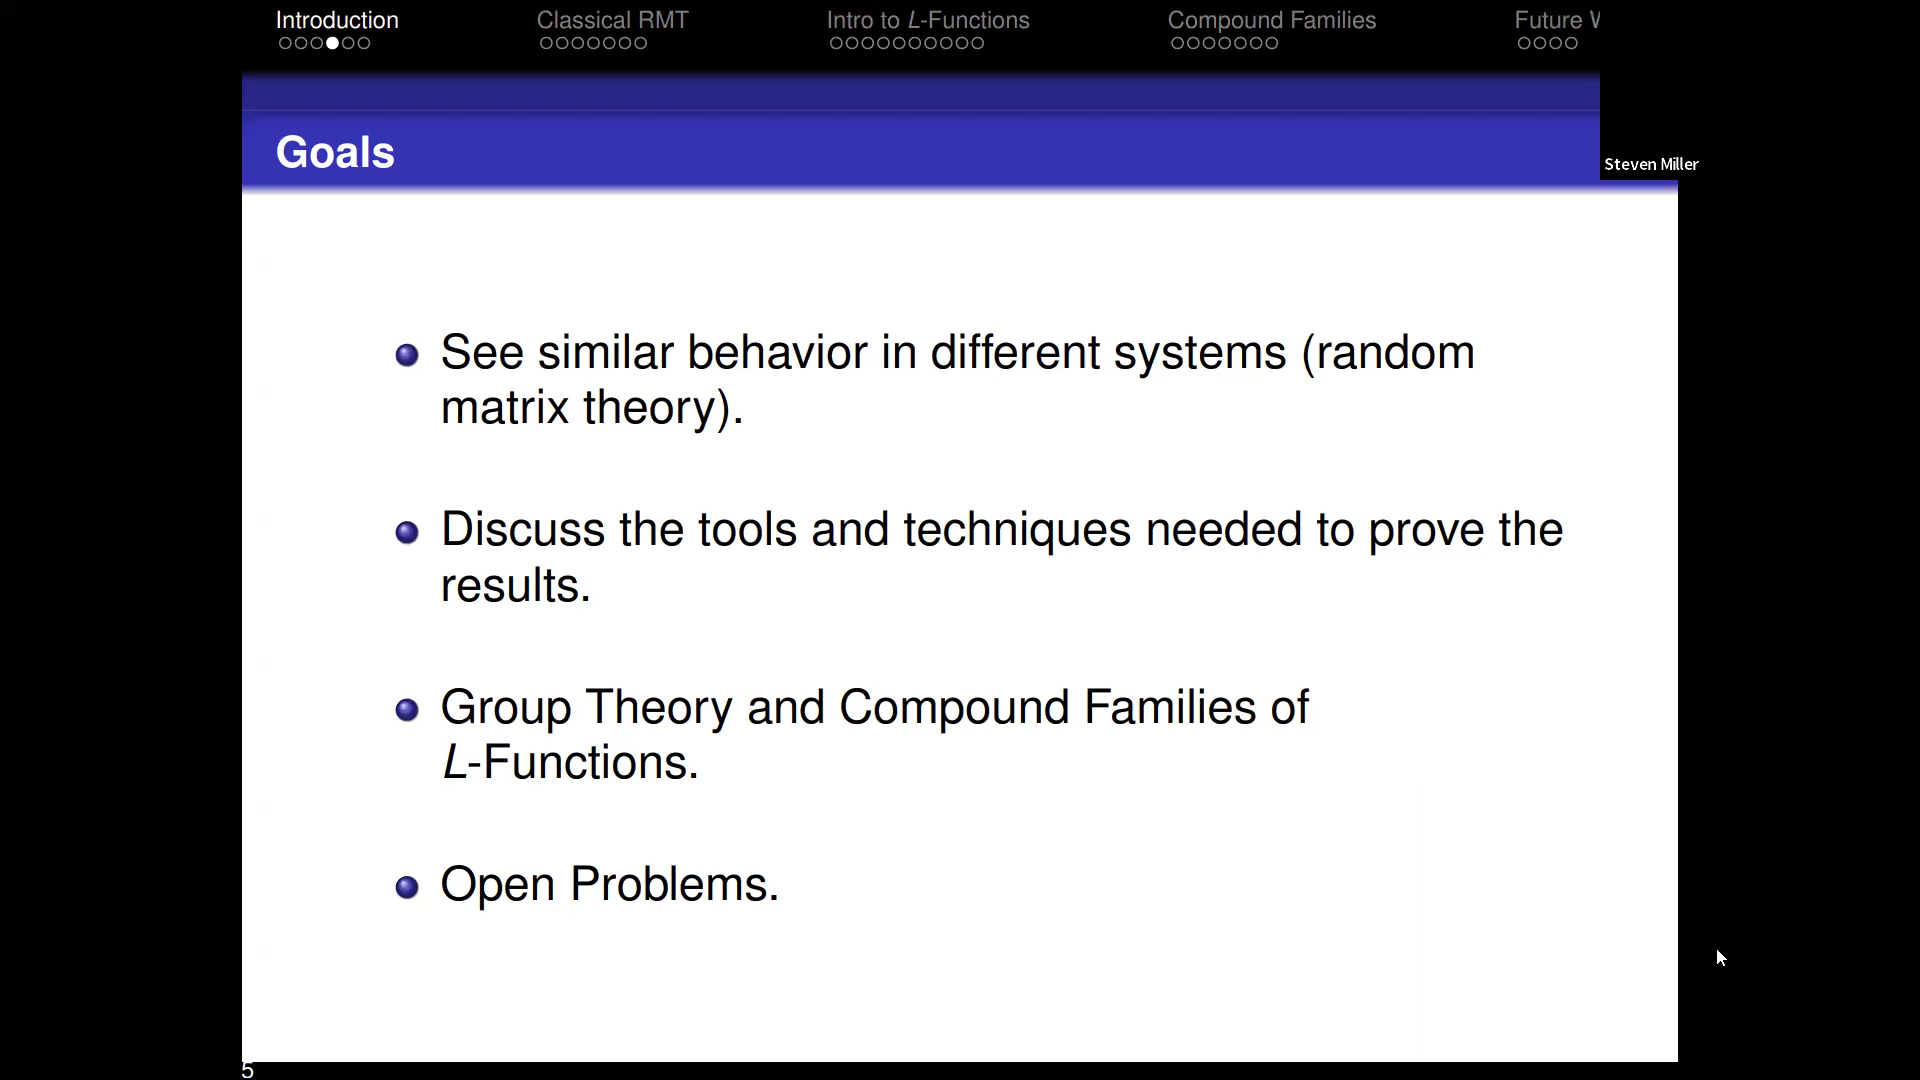 Introduction
Classical RMT
Intro to L-Functions
Compound Families
Future
Goals
Steven Miller
See similar behavior in different systems (random
matrix theory).
Discuss the tools and techniques needed to prove the
results.
Group Theory and Compound Families of
L-Functions.
Open Problems.
5